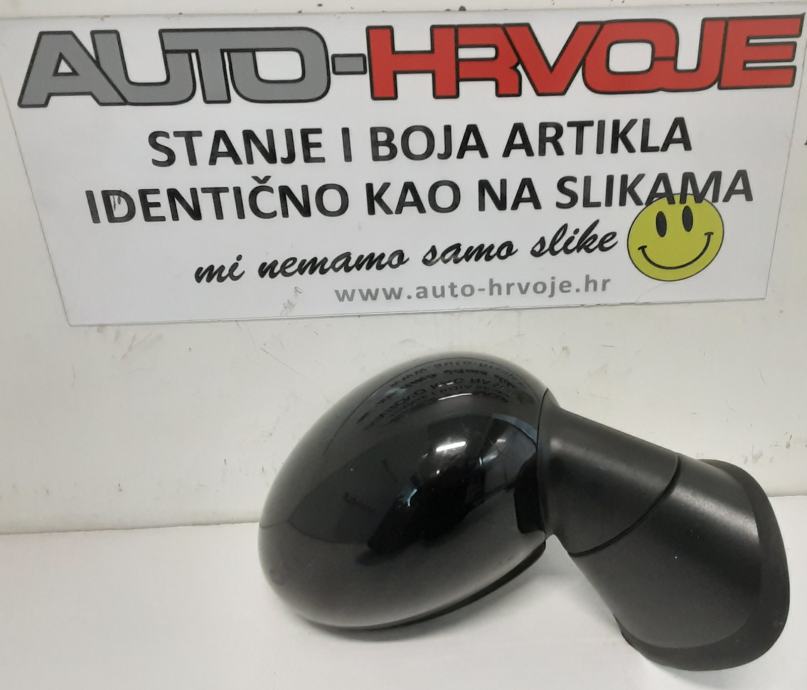 AUTO-HRVOJE
STANJE I BOJA ARTIKLA
IDENTIČNO KAO NA SLIKAMA
mi nemamo samo slike
www.auto-hrvoje.hr